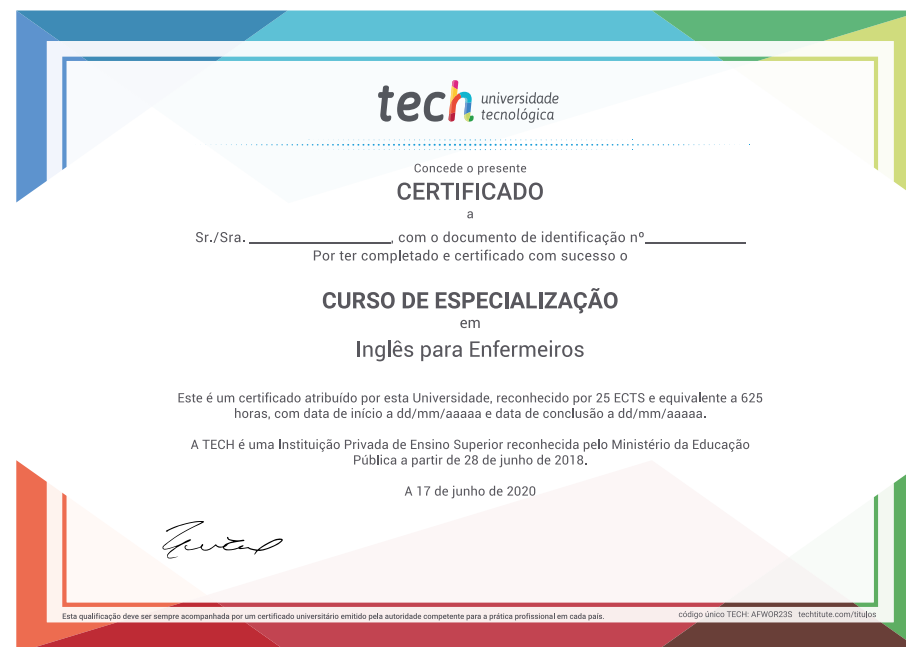 tech universidade
tecnológica
Concede o presente
CERTIFICADO
a
Sr./Sra. ____________, com o documento de identificação nº____________
Por ter completado e certificado com sucesso o
CURSO DE ESPECIALIZAÇÃO
em
Inglês para Enfermeiros
Este é um certificado atribuído por esta Universidade, reconhecido por 25 ECTS e equivalente a 625
horas, com data de início a dd/mm/aaaaa e data de conclusão a dd/mm/aaaaa.
A TECH é uma Instituição Privada de Ensino Superior reconhecida pelo Ministério da Educação
Pública a partir de 28 de junho de 2018.
A 17 de junho de 2020
Esta qualificação deve ser sempre acompanhada por um certificado universitário emitido pela autoridade competente para a prática profissional em cada país.
código único TECH: AFWOR23S techtitute.com/titulos